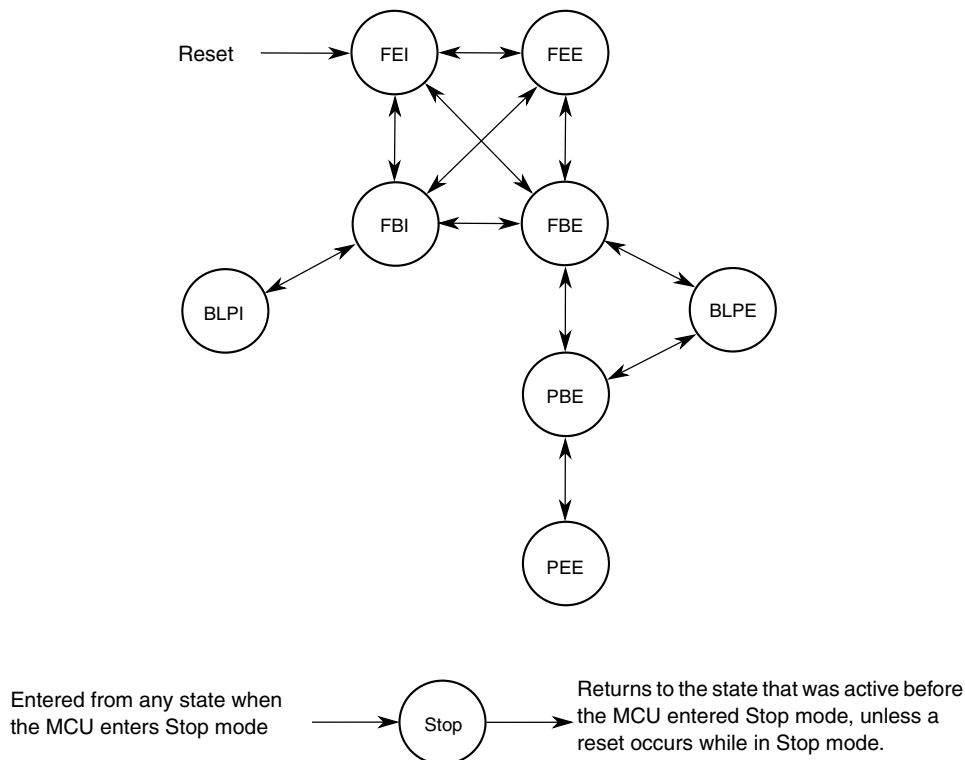 Reset
FEI
FEE
FBI
FBE
BLPI
BLPE
PBE
PEE
Entered from any state when
the MCU enters Stop mode
Stop
Returns to the state that was active before
the MCU entered Stop mode, unless a
reset occurs while in Stop mode.